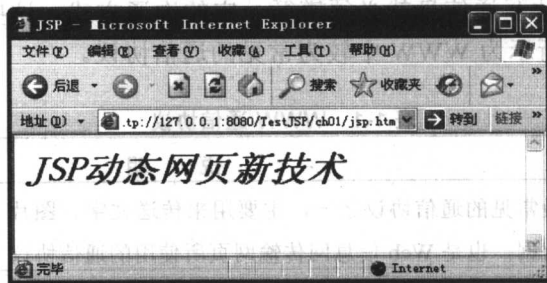 JSP - Microsoft Internet Explorer
文件(F) 编辑(E) 查看(V) 收藏(A) 工具(T) 帮助(H) »
后退 搜索 收藏夹 »
地址(D) .tp://127.0.0.1:8080/TestJSP/ch01/jsp.htm 转到 链接 »
JSP动态网页新技术
完毕 Internet